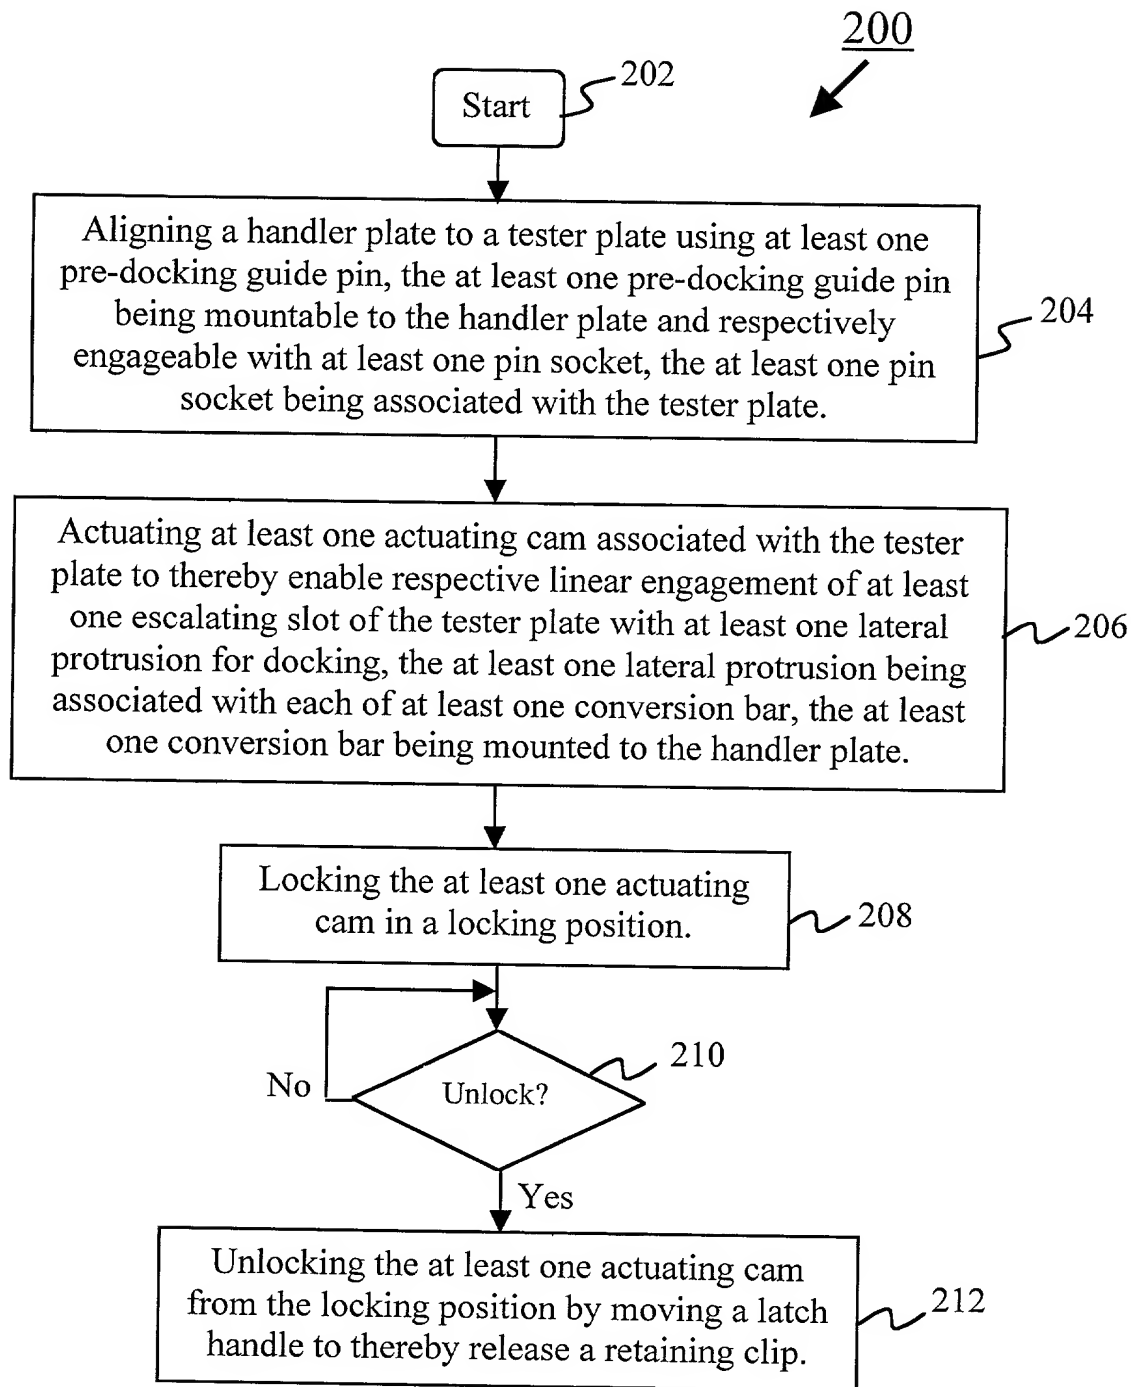 200
Start
202
Aligning a handler plate to a tester plate using at least one
pre-docking guide pin, the at least one pre-docking guide pin
being mountable to the handler plate and respectively
engageable with at least one pin socket, the at least one pin
socket being associated with the tester plate.
204
Actuating at least one actuating cam associated with the tester
plate to thereby enable respective linear engagement of at least
one escalating slot of the tester plate with at least one lateral
protrusion for docking, the at least one lateral protrusion being
associated with each of at least one conversion bar, the at least
one conversion bar being mounted to the handler plate.
206
Locking the at least one actuating
cam in a locking position.
208
Unlock?
210
No
Yes
Unlocking the at least one actuating cam
from the locking position by moving a latch
handle to thereby release a retaining clip.
212